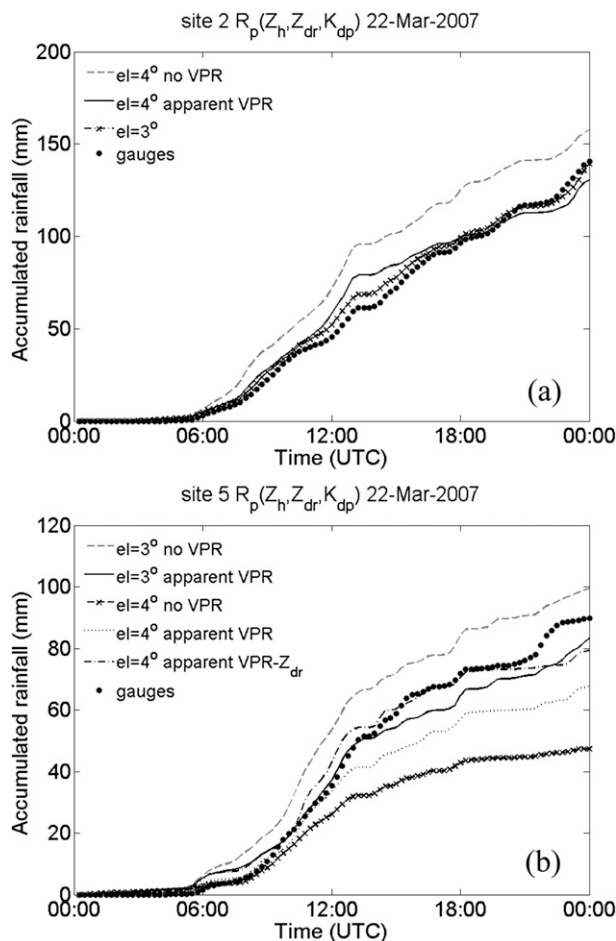 site 2 R_p(Z_h,Z_dr,K_dp) 22-Mar-2007
200
150
100
50
0
Accumulated rainfall (mm)
el=4° no VPR
el=4° apparent VPR
el=3°
gauges
(a)
00:00 06:00 12:00 18:00 00:00
Time (UTC)
site 5 R_p(Z_h,Z_dr,K_dp) 22-Mar-2007
120
100
80
60
40
20
0
Accumulated rainfall (mm)
el=3° no VPR
el=3° apparent VPR
el=4° no VPR
el=4° apparent VPR
el=4° apparent VPR-Z_dr
gauges
(b)
00:00 06:00 12:00 18:00 00:00
Time (UTC)